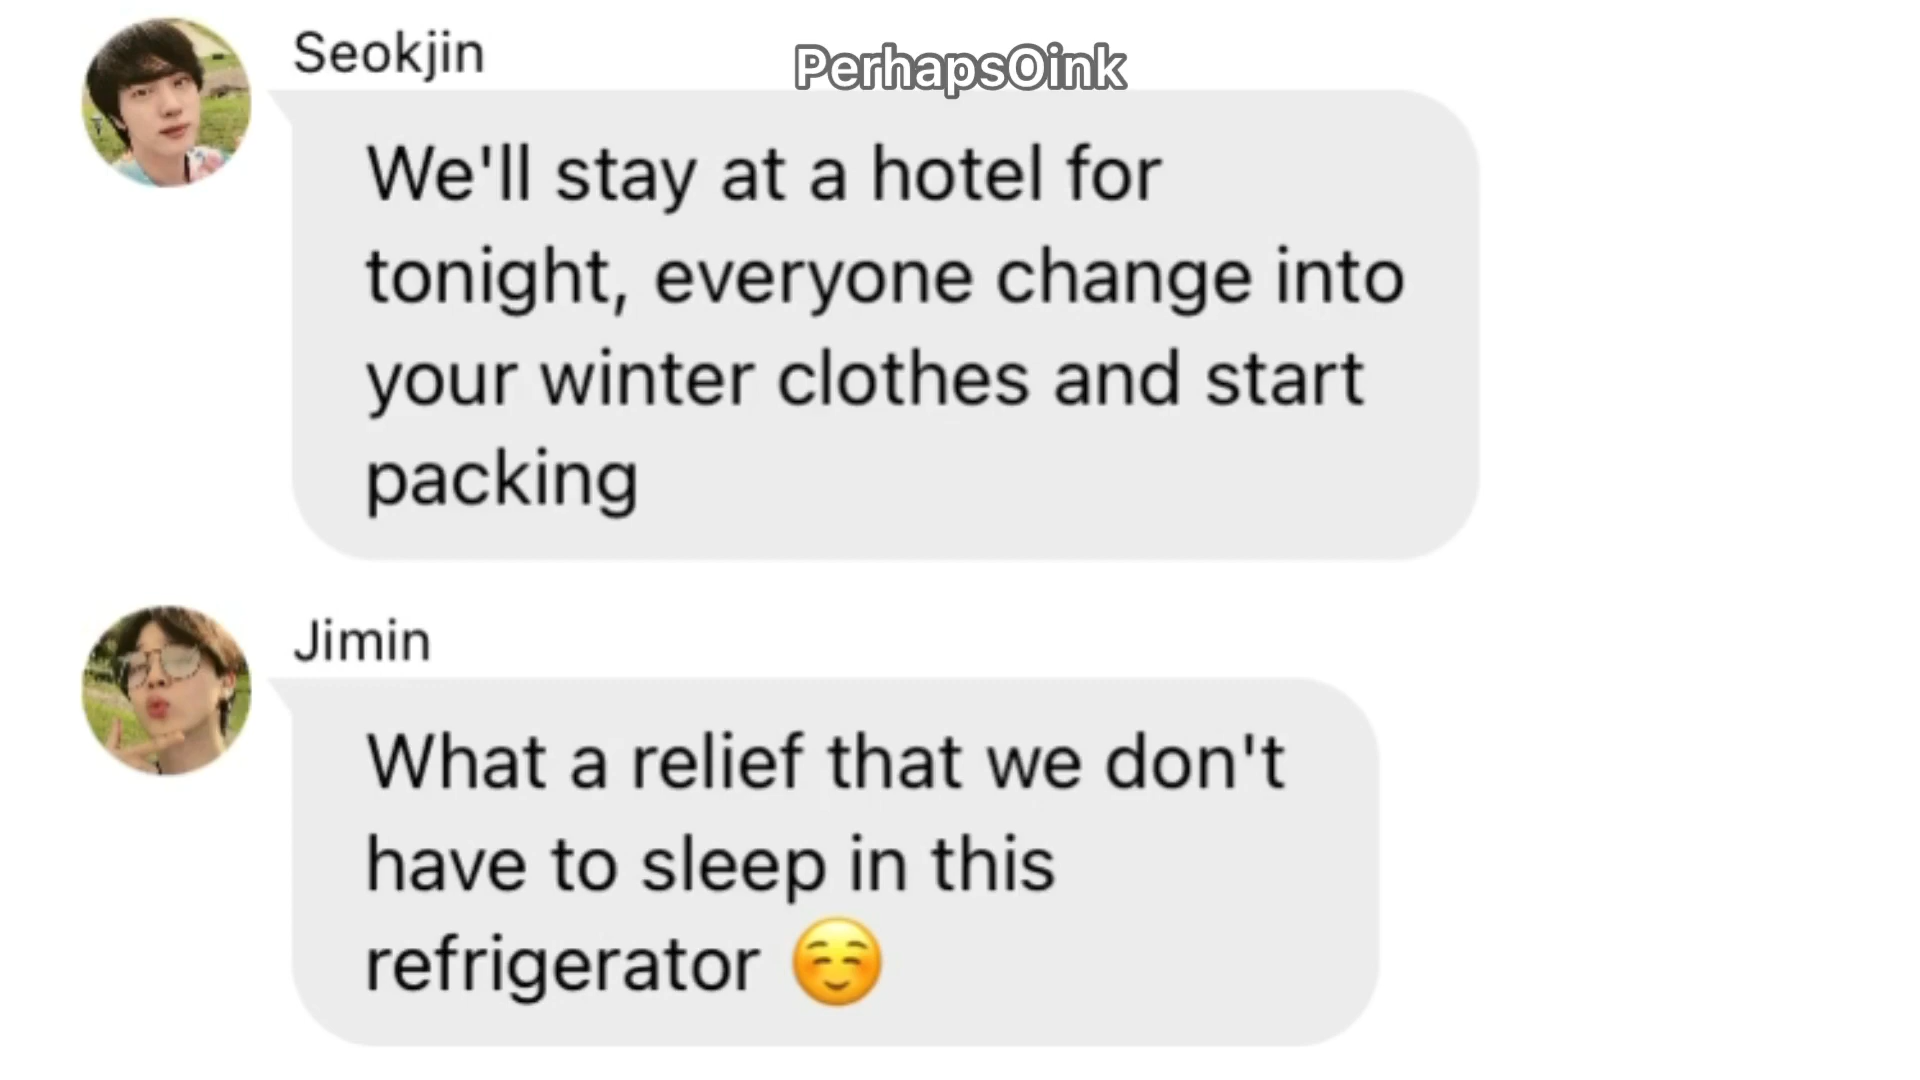 Seokjin
PerhapsOink
We'll stay at a hotel for
tonight, everyone change into
your winter clothes and start
packing
Jimin
What a relief that we don't
have to sleep in this
refrigerator ☺️